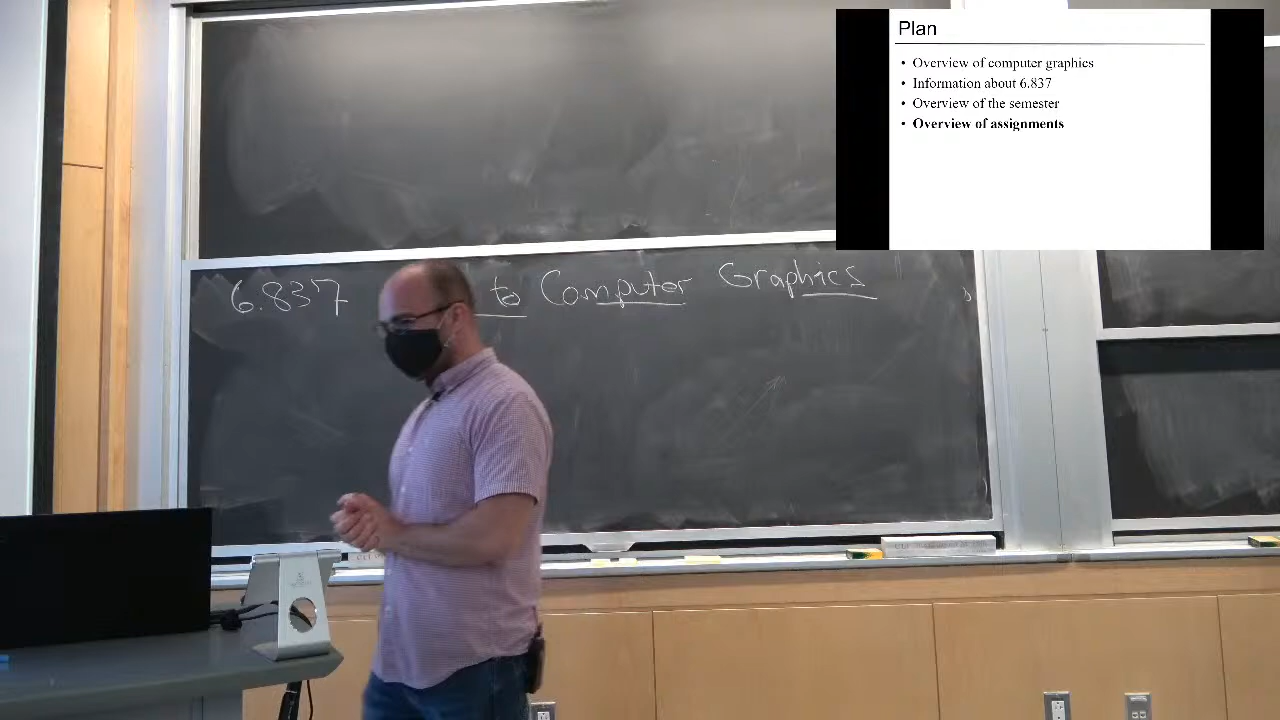 Plan
• Overview of computer graphics
• Information about 6.837
• Overview of the semester
• Overview of assignments
6.837 to Computer Graphics